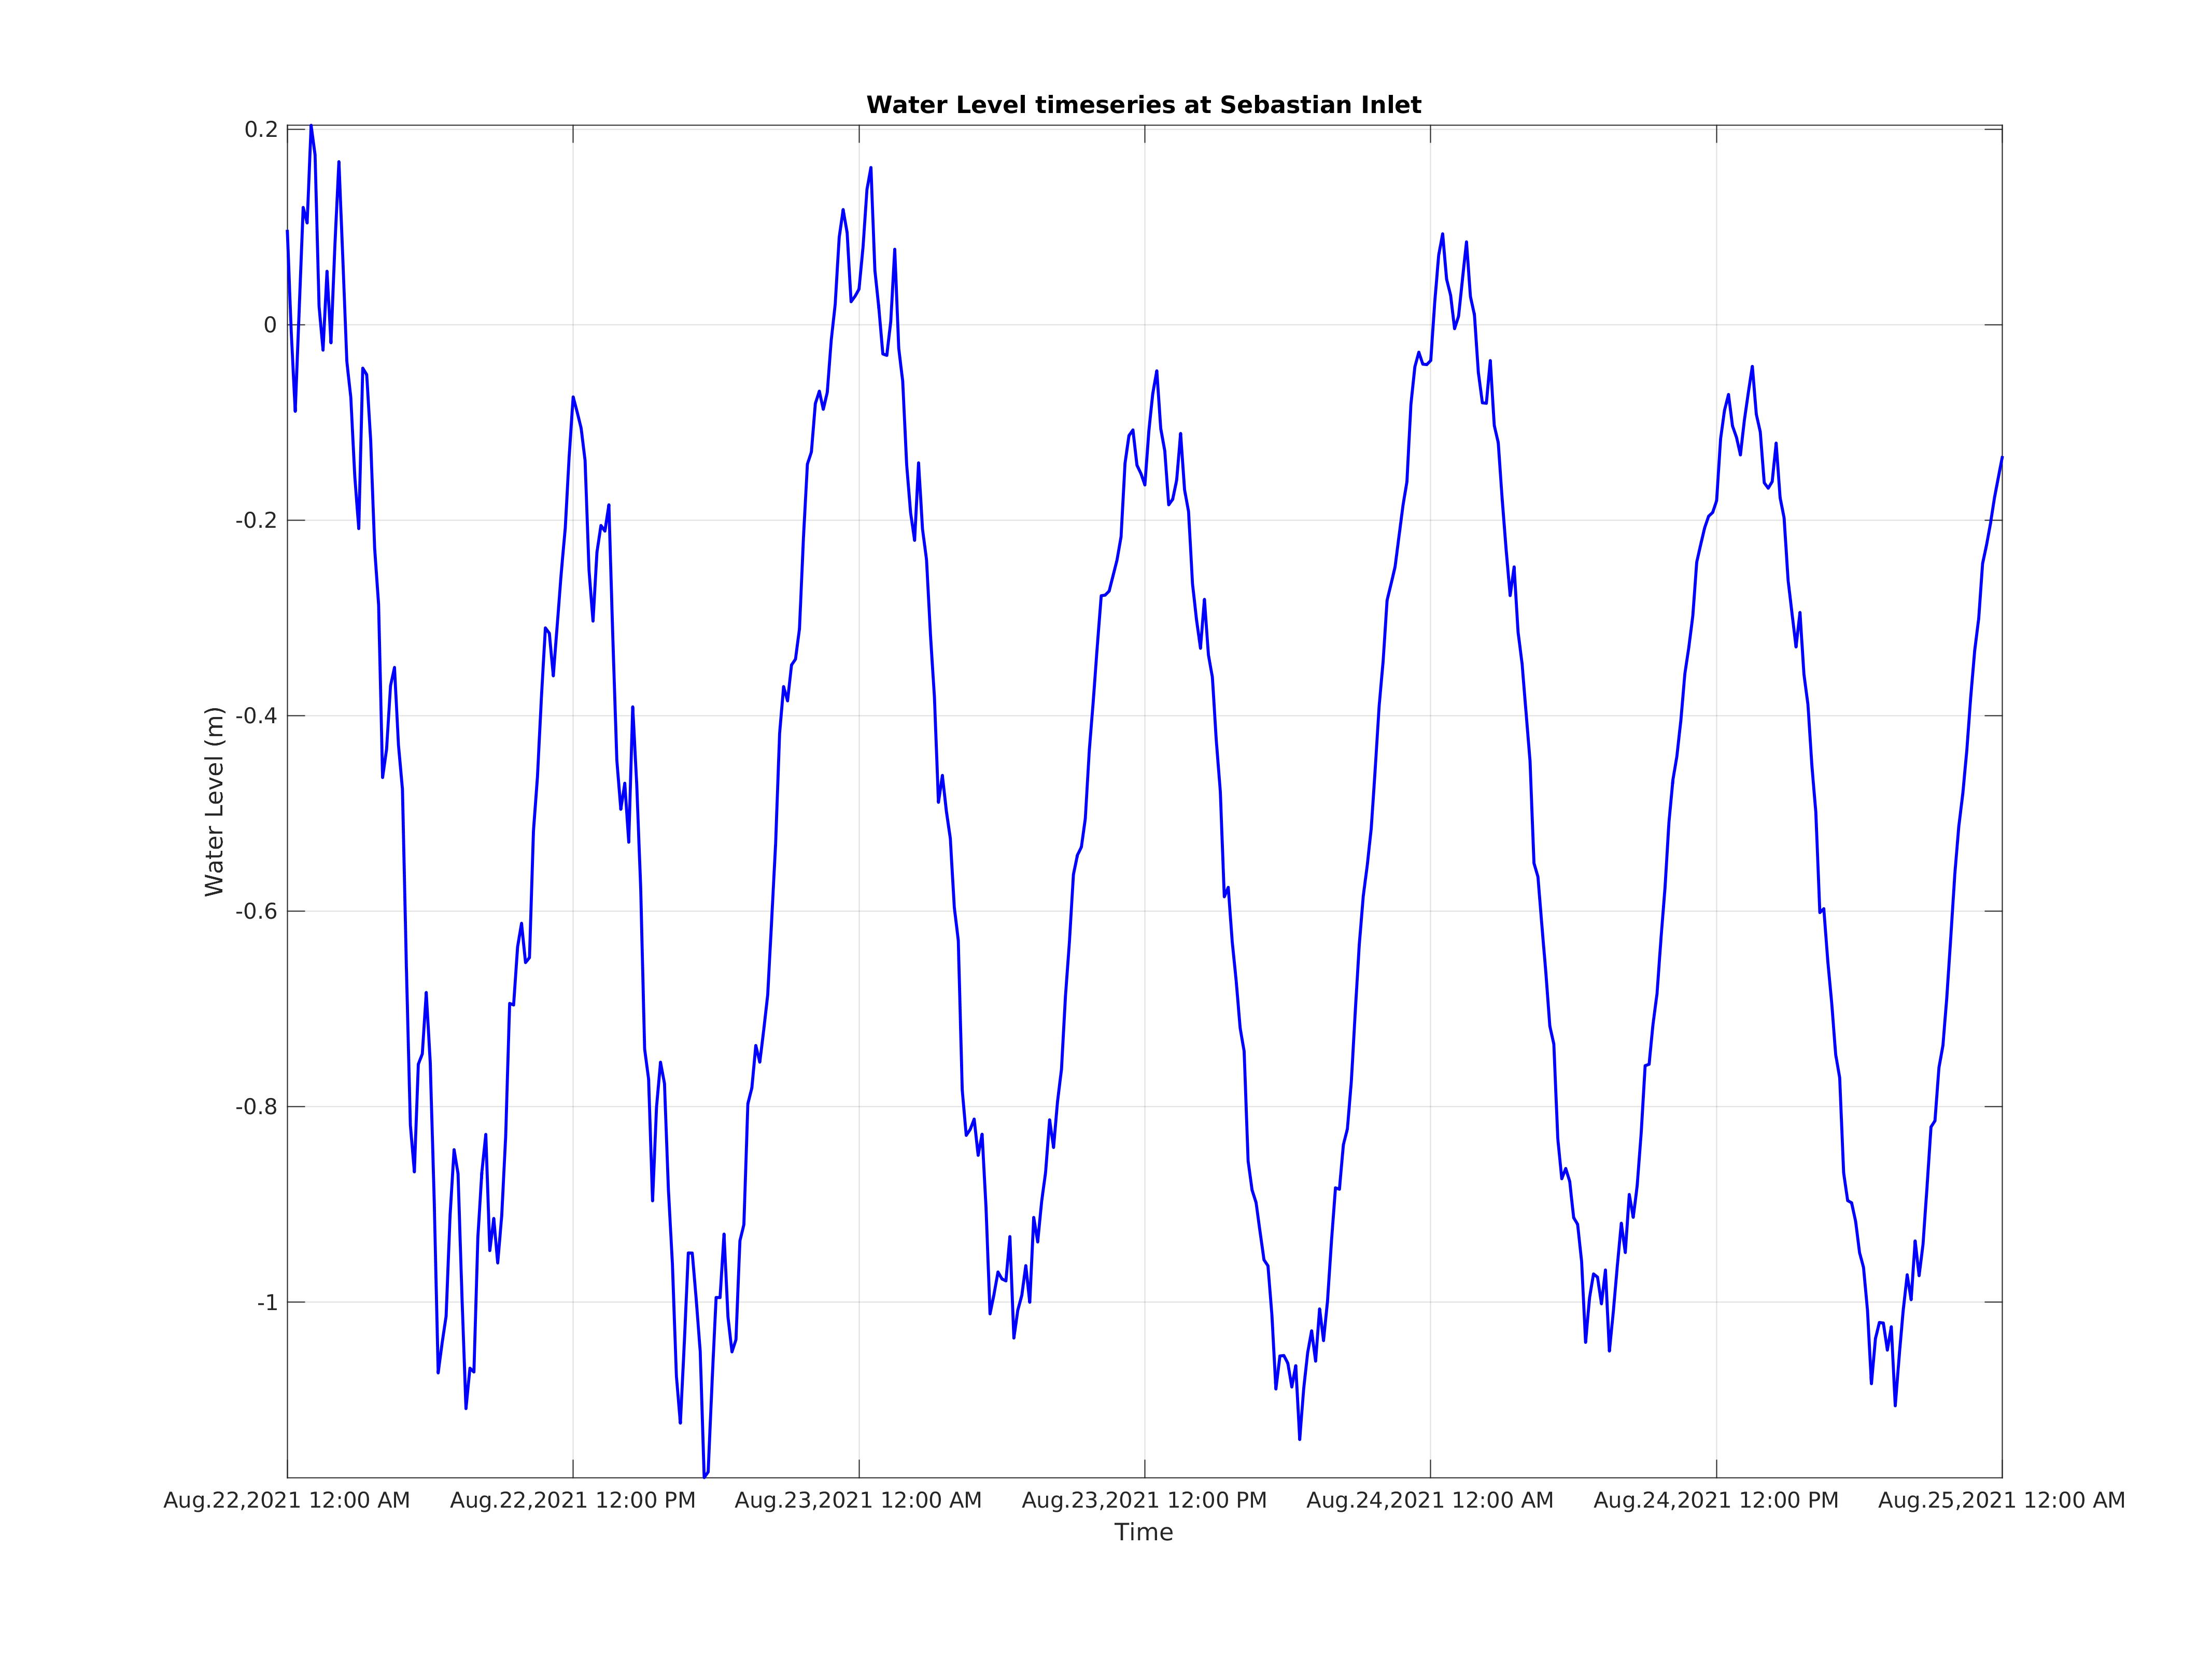 Water Level timeseries at Sebastian Inlet
0.2
0
-0.2
-0.4
-0.6
-0.8
-1
Water Level (m)
Aug.22,2021 12:00 AM
Aug.22,2021 12:00 PM
Aug.23,2021 12:00 AM
Aug.23,2021 12:00 PM
Aug.24,2021 12:00 AM
Aug.24,2021 12:00 PM
Aug.25,2021 12:00 AM
Time